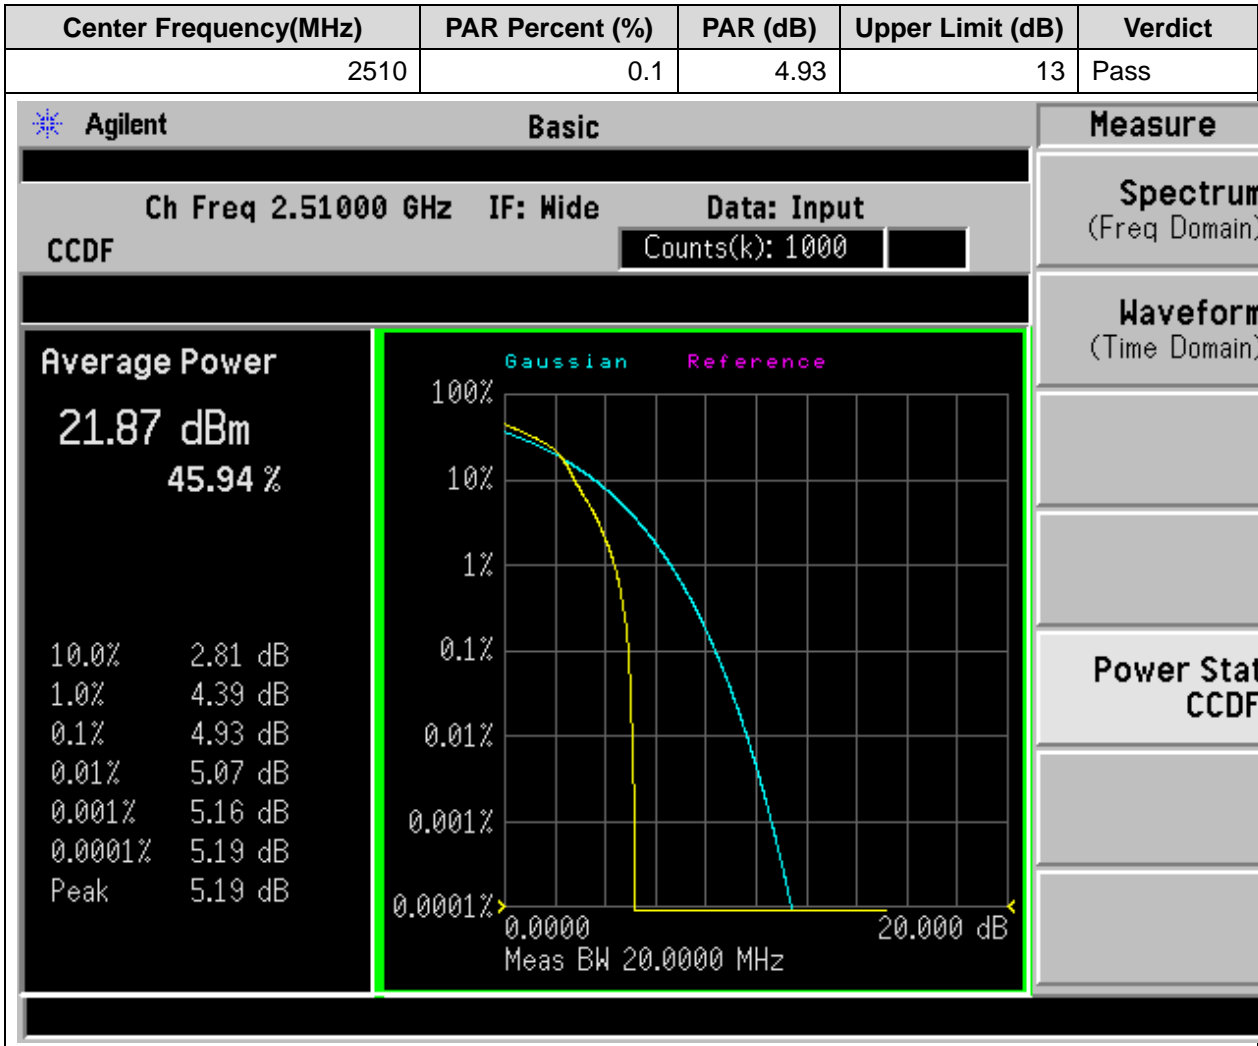 Center Frequency(MHz) PAR Percent (%) PAR (dB) Upper Limit (dB) Verdict
2510 0.1 4.93 13 Pass
Agilent Basic Measure
Ch Freq 2.51000 GHz IF: Wide Data: Input
CCDF Counts(k): 1000
Spectrum
(Freq Domain)
Waveform
(Time Domain)
Power Stat
CCDF
Average Power
21.87 dBm
45.94 %
10.0% 2.81 dB
1.0% 4.39 dB
0.1% 4.93 dB
0.01% 5.07 dB
0.001% 5.16 dB
0.0001% 5.19 dB
Peak 5.19 dB
Gaussian Reference
100%
10%
1%
0.1%
0.01%
0.001%
0.0001%
0.0000 20.000 dB
Meas BW 20.0000 MHz